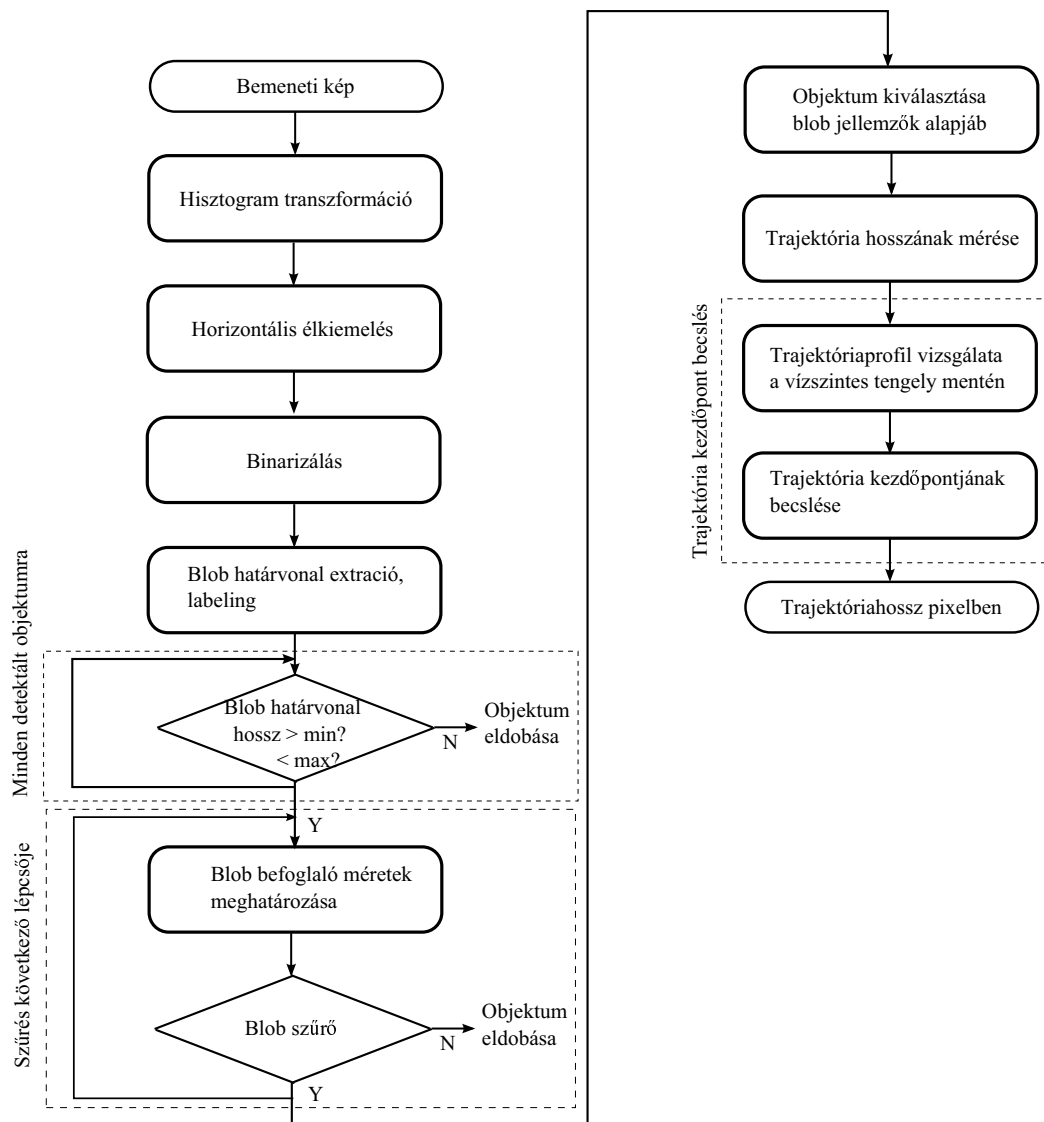 Bemeneti kép
Hisztogram transzformáció
Horizontális élkiemelés
Binarizálás
Blob határvonal extració,
labeling
Minden detektált objektumra
Blob határvonal
hossz > min?
< max?
N
Objektum
eldobása
Y
Szűrés következő lépcsője
Blob befoglaló méretek
meghatározása
Blob szűrő
N
Objektum
eldobása
Y
Objektum kiválasztása
blob jellemzők alapjáb
Trajektória hosszának mérése
Trajektória kezdőpont becslés
Trajektóriaprofil vizsgálata
a vízszintes tengely mentén
Trajektória kezdőpontjának
becslése
Trajektóriahossz pixelben